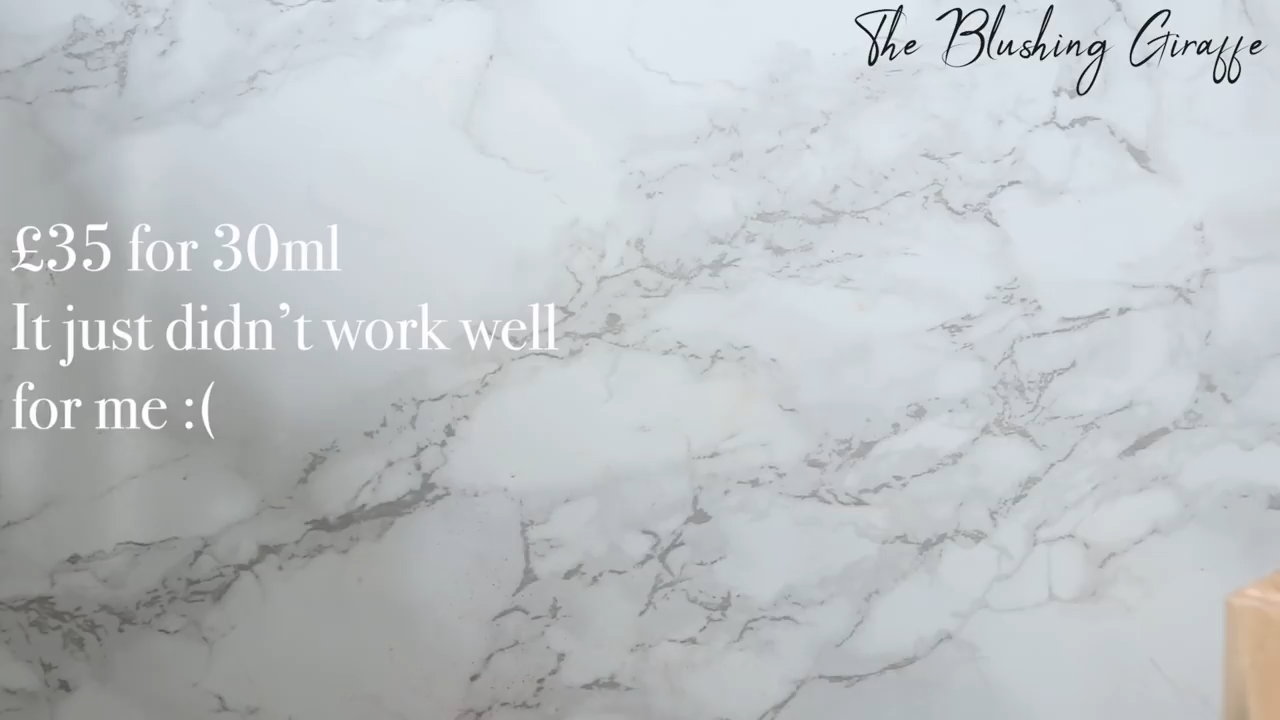 The Blushing Giraffe
£35 for 30ml
It just didn’t work well
for me :(